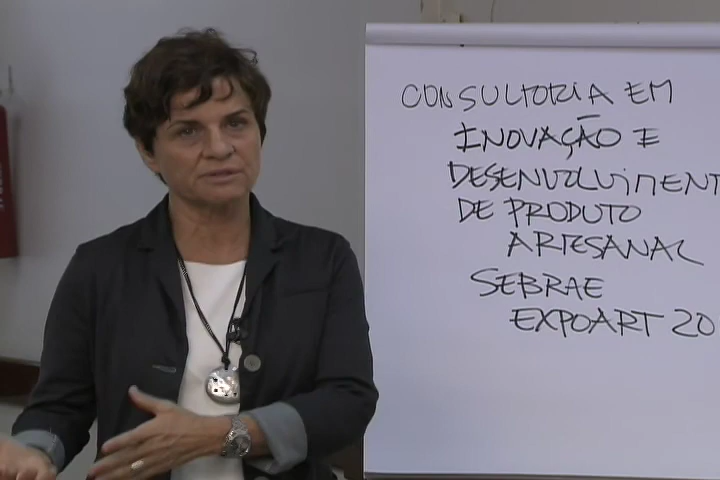 CONSULTORIA EM
INOVAÇÃO E
DESENVOLVIMENT
DE PRODUTO
ARTESANAL
SEBRAE
EXPOART 20